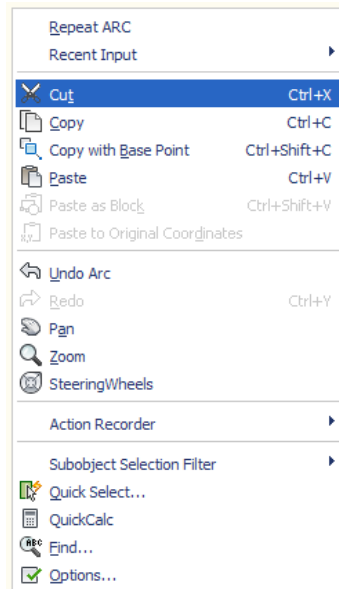 Repeat ARC
Recent Input
Cut Ctrl+X
Copy Ctrl+C
Copy with Base Point Ctrl+Shift+C
Paste Ctrl+V
Paste as Block Ctrl+Shift+V
Paste to Original Coordinates
Undo Arc
Redo Ctrl+Y
Pan
Zoom
SteeringWheels
Action Recorder
Subobject Selection Filter
Quick Select...
QuickCalc
ABC Find...
Options...